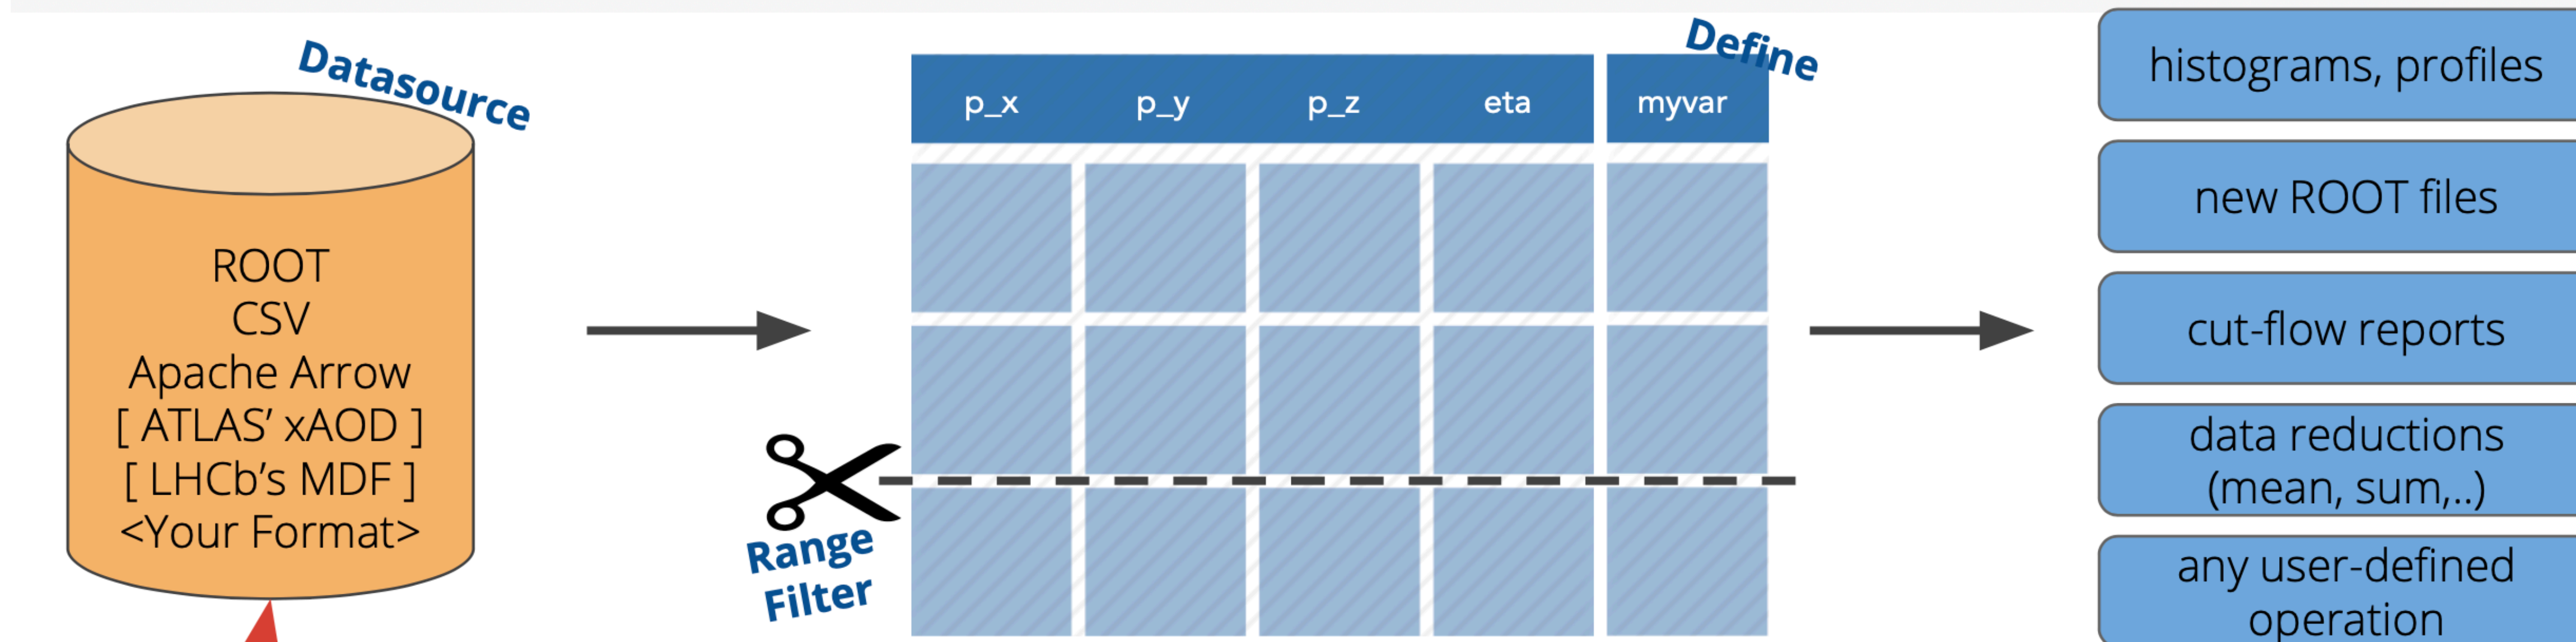 Datasource
ROOT
CSV
Apache Arrow
[ ATLAS’ xAOD ]
[ LHCb’s MDF ]
<Your Format>
Define
p_x p_y p_z eta myvar
Range
Filter
histograms, profiles
new ROOT files
cut-flow reports
data reductions
(mean, sum,..)
any user-defined
operation